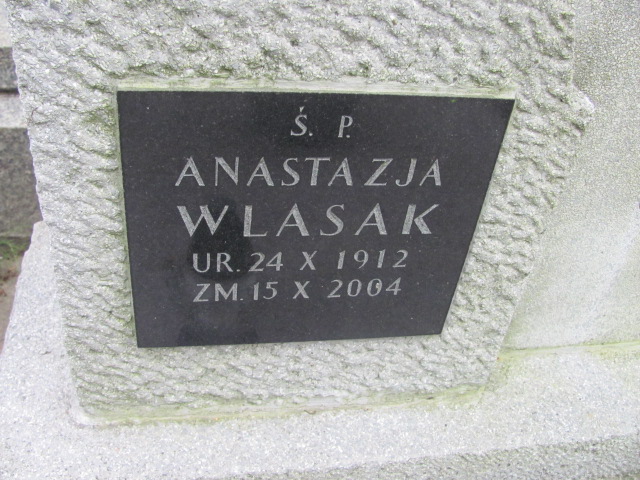 Ś. P.
ANASTAZJA
WLASAK
UR. 24 X 1912
ZM. 15 X 2004